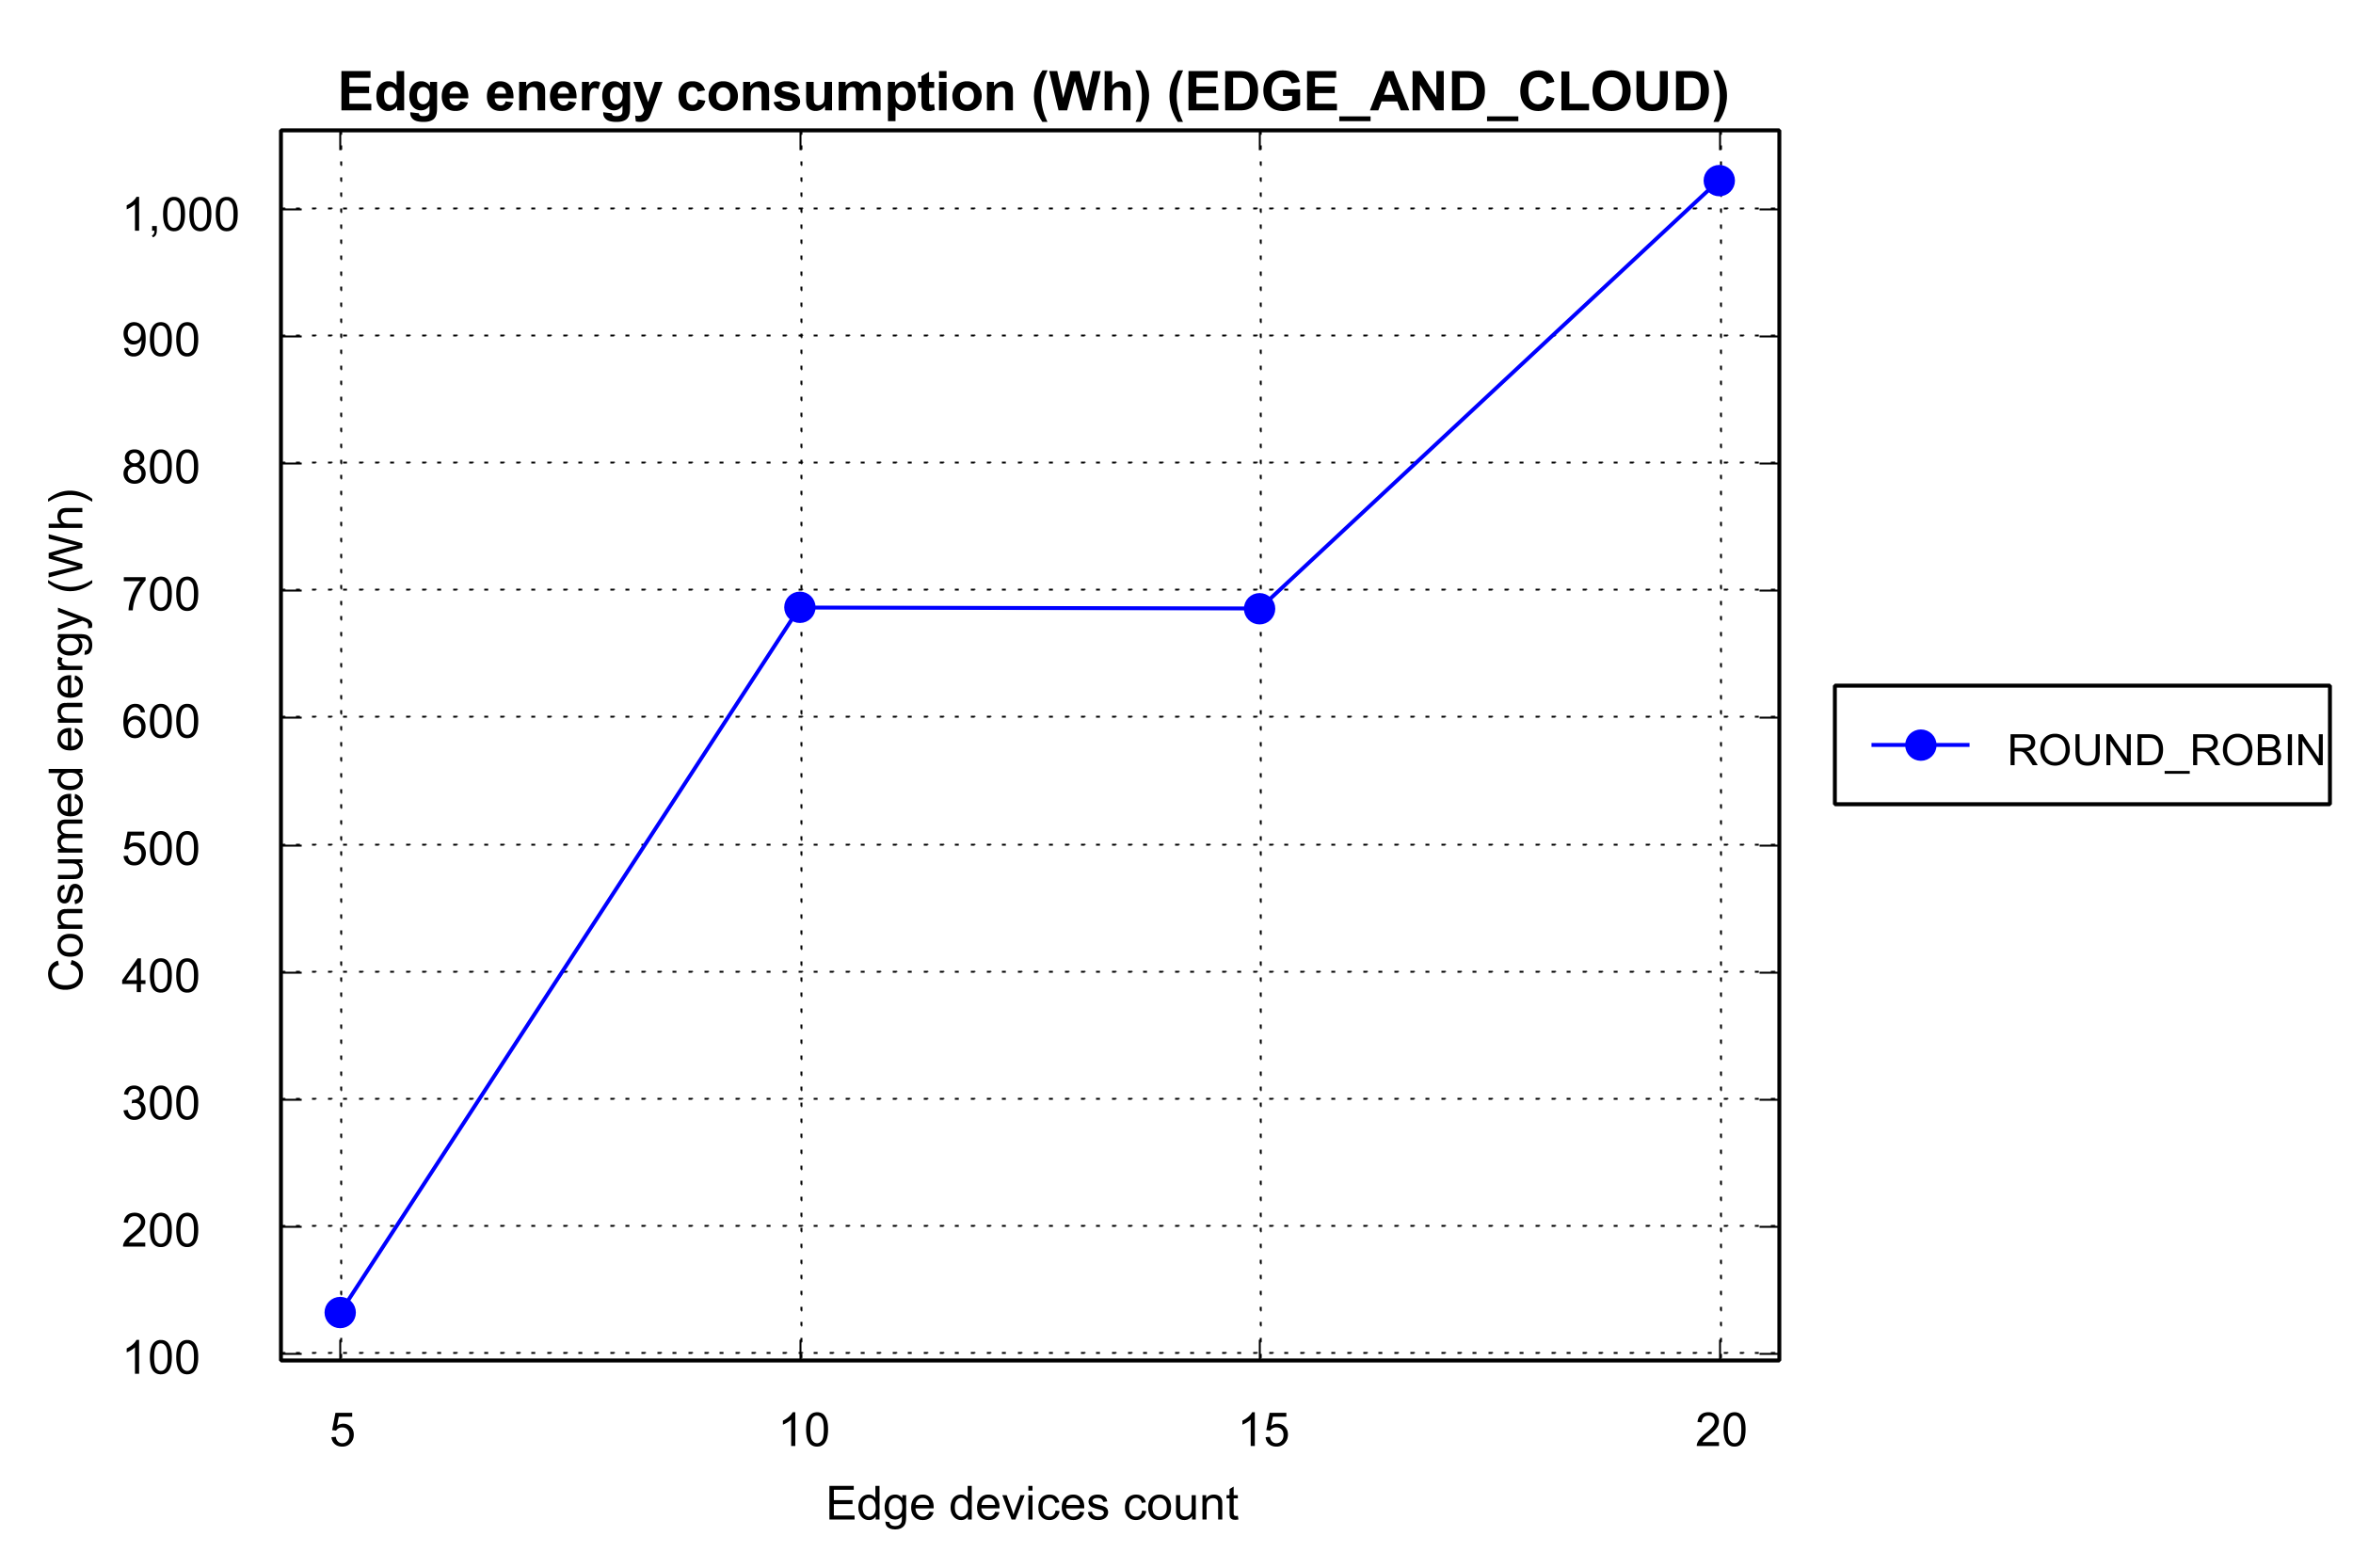 Edge energy consumption (Wh) (EDGE_AND_CLOUD)
1,000
900
800
700
600
500
400
300
200
100
Consumed energy (Wh)
5 10 15 20
Edge devices count
ROUND_ROBIN